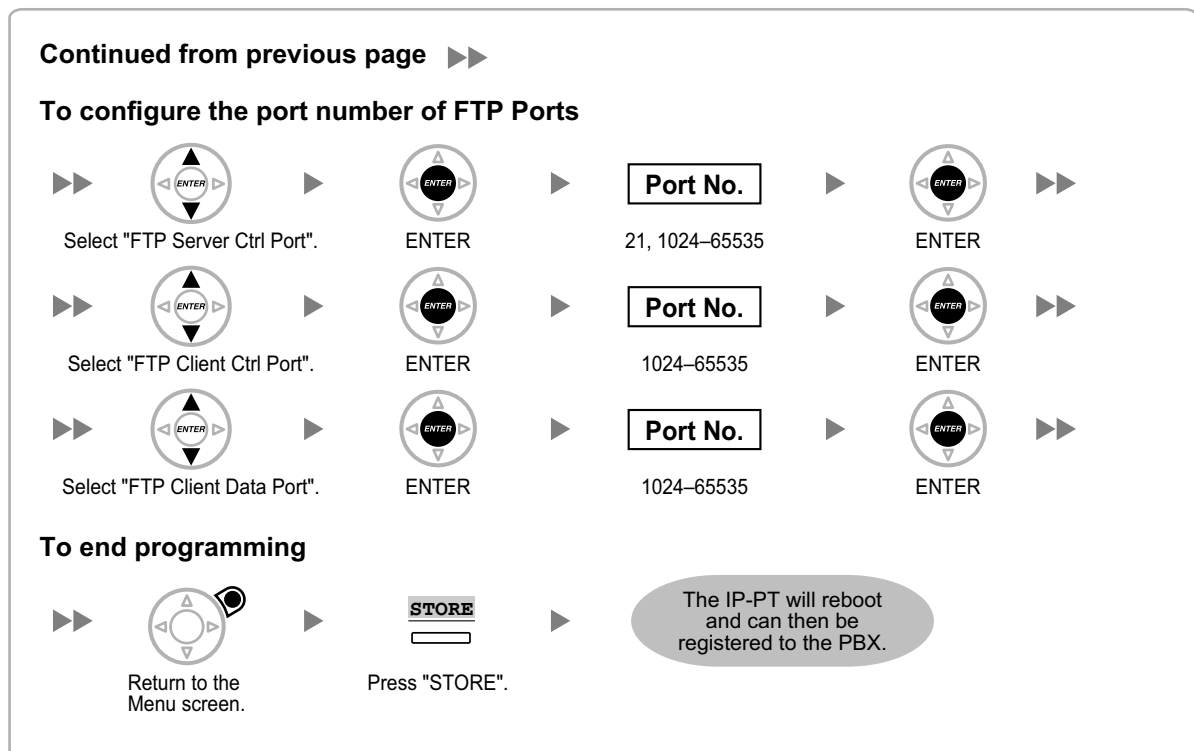 Continued from previous page
To configure the port number of FTP Ports
ENTER ENTER Port No. ENTER
Select "FTP Server Ctrl Port". ENTER 21, 1024–65535 ENTER
ENTER ENTER Port No. ENTER
Select "FTP Client Ctrl Port". ENTER 1024–65535 ENTER
ENTER ENTER Port No. ENTER
Select "FTP Client Data Port". ENTER 1024–65535 ENTER
To end programming
STORE
The IP-PT will reboot
and can then be
registered to the PBX.
Return to the
Menu screen.
Press "STORE".